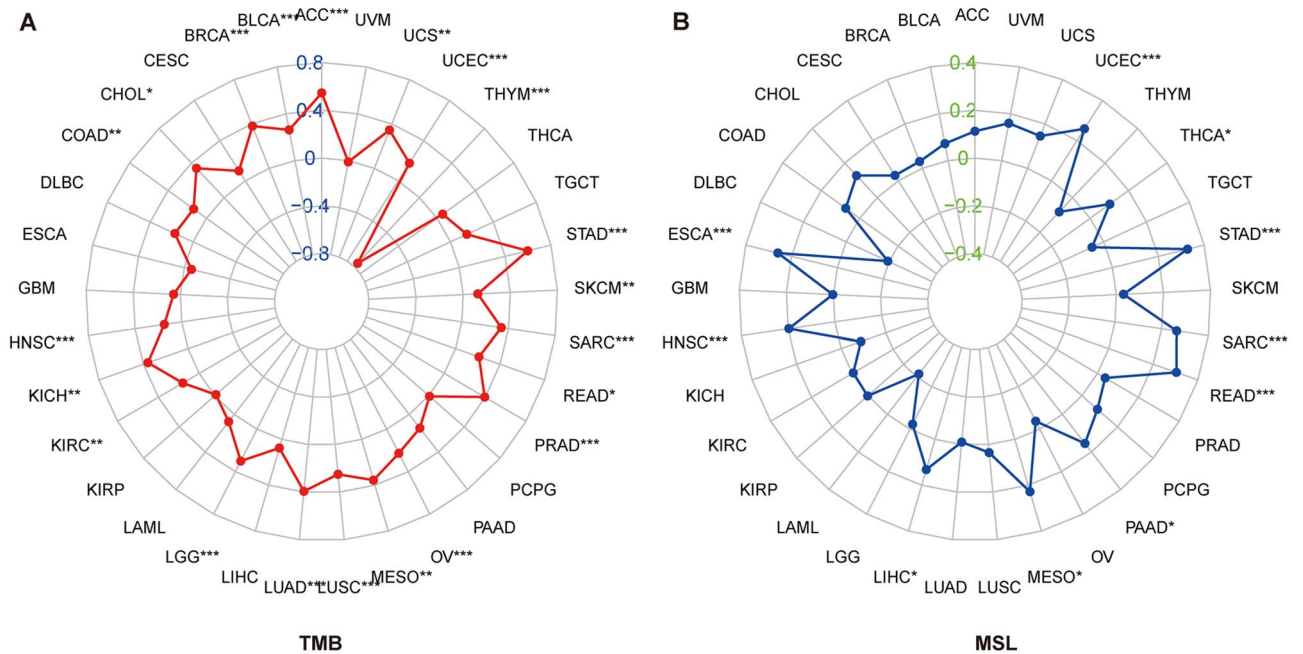 A
ACC***
UVM
UCS**
UCEC***
THYM***
THCA
TGCT
STAD***
SKCM**
SARC***
READ*
PRAD***
PCPG
PAAD
OV***
MESO**
LUSC***
LUAD***
LIHC
LGG***
LAML
KIRP
KIRC**
KICH**
HNSC***
GBM
ESCA
DLBC
COAD**
CHOL*
CESC
BRCA***
BLCA***
0.8
0.4
0
−0.4
−0.8
TMB
B
ACC
UVM
UCS
UCEC***
THYM
THCA*
TGCT
STAD***
SKCM
SARC***
READ***
PRAD
PCPG
PAAD*
OV
MESO*
LUSC
LUAD
LIHC*
LGG
LAML
KIRP
KIRC
KICH
HNSC***
GBM
ESCA***
DLBC
COAD
CHOL
CESC
BRCA
BLCA
0.4
0.2
0
−0.2
−0.4
MSL